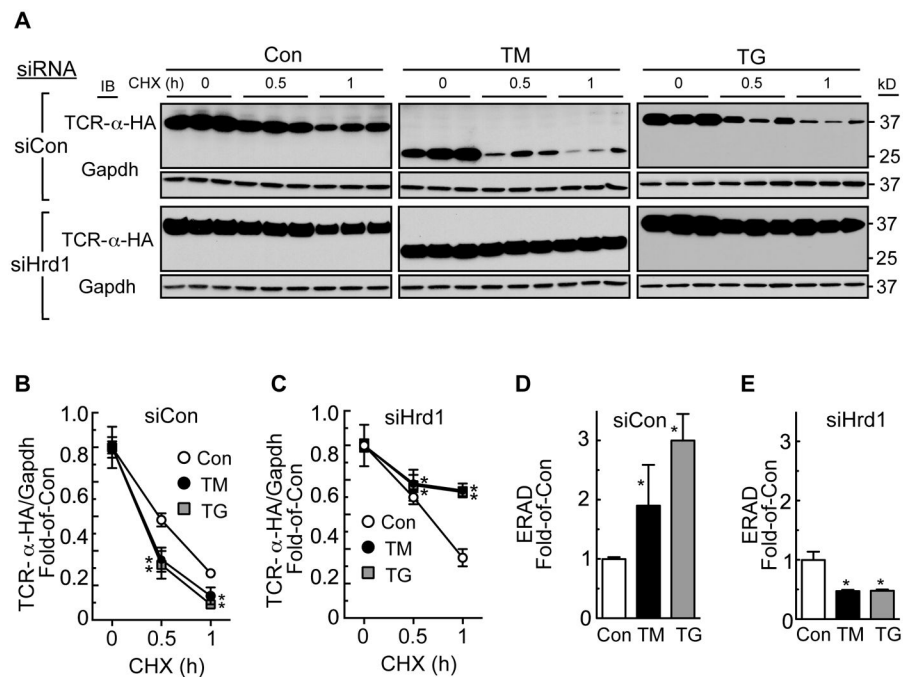 A
Con TM TG
siRNA
IB CHX (h) 0 0.5 1 0 0.5 1 0 0.5 1 kD
siCon
TCR-α-HA
37
25
Gapdh
37
siHrd1
TCR-α-HA
37
25
Gapdh
37
B
siCon
TCR- α-HA/Gapdh
Fold-of-Con
1.0
0.8
0.6
0.4
0.2
0
Con
TM
TG
*
*
*
*
0 0.5 1
CHX (h)
C
siHrd1
TCR- α-HA/Gapdh
Fold-of-Con
1.0
0.8
0.6
0.4
0.2
0
Con
TM
TG
*
*
*
*
0 0.5 1
CHX (h)
D
siCon
ERAD
Fold-of-Con
3
2
1
0
*
*
Con TM TG
E
siHrd1
ERAD
Fold-of-Con
3
2
1
0
*
*
Con TM TG